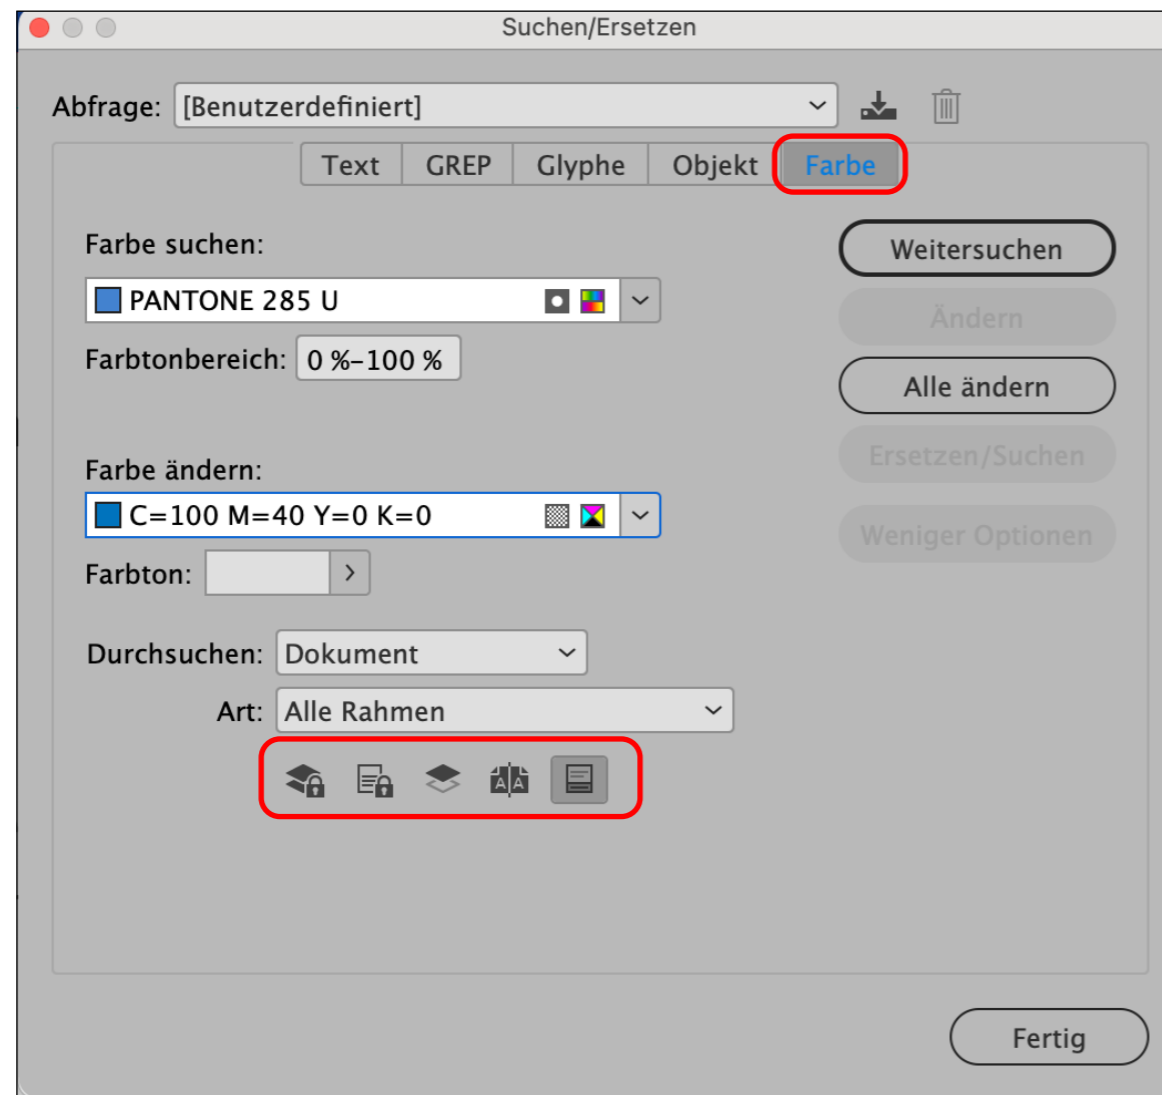 Suchen/Ersetzen
Abfrage: [Benutzerdefiniert]
Text GREP Glyphe Objekt Farbe
Farbe suchen:
Weitersuchen
PANTONE 285 U
Ändern
Farbtonbereich: 0 %–100 %
Alle ändern
Farbe ändern:
Ersetzen/Suchen
C=100 M=40 Y=0 K=0
Weniger Optionen
Farbton:
Durchsuchen: Dokument
Art: Alle Rahmen
A A
Fertig